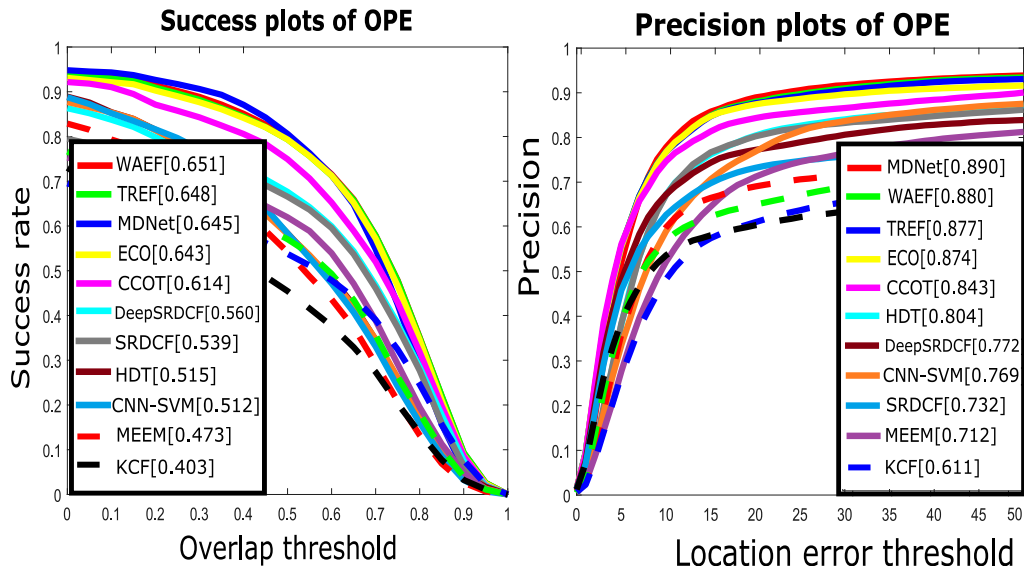 Success plots of OPE
Success rate
1
0.9
0.8
0.7
0.6
0.5
0.4
0.3
0.2
0.1
0
WAEF[0.651]
TREF[0.648]
MDNet[0.645]
ECO[0.643]
CCOT[0.614]
DeepSRDCF[0.560]
SRDCF[0.539]
HDT[0.515]
CNN-SVM[0.512]
MEEM[0.473]
KCF[0.403]
0 0.1 0.2 0.3 0.4 0.5 0.6 0.7 0.8 0.9 1
Overlap threshold
Precision plots of OPE
Precision
1
0.9
0.8
0.7
0.6
0.5
0.4
0.3
0.2
0.1
0
MDNet[0.890]
WAEF[0.880]
TREF[0.877]
ECO[0.874]
CCOT[0.843]
HDT[0.804]
DeepSRDCF[0.772
CNN-SVM[0.769
SRDCF[0.732]
MEEM[0.712]
KCF[0.611]
0 5 10 15 20 25 30 35 40 45 50
Location error threshold